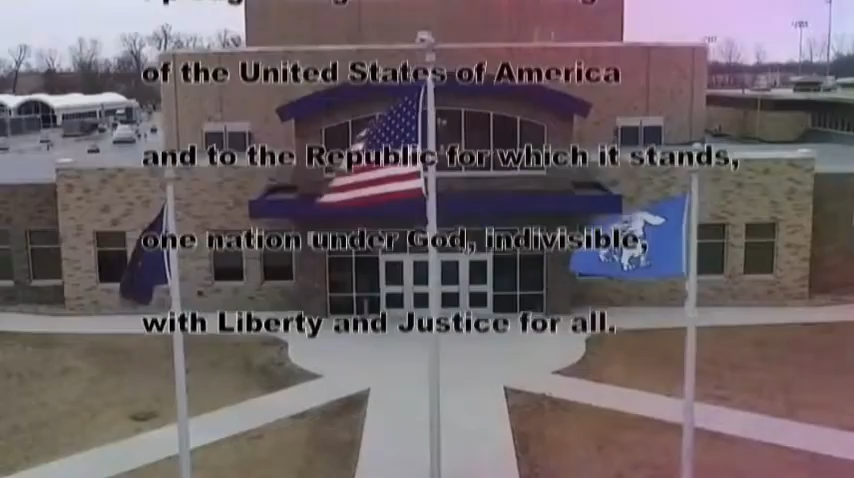 of the United States of America
and to the Republic for which it stands,
one nation under God, indivisible,
with Liberty and Justice for all.